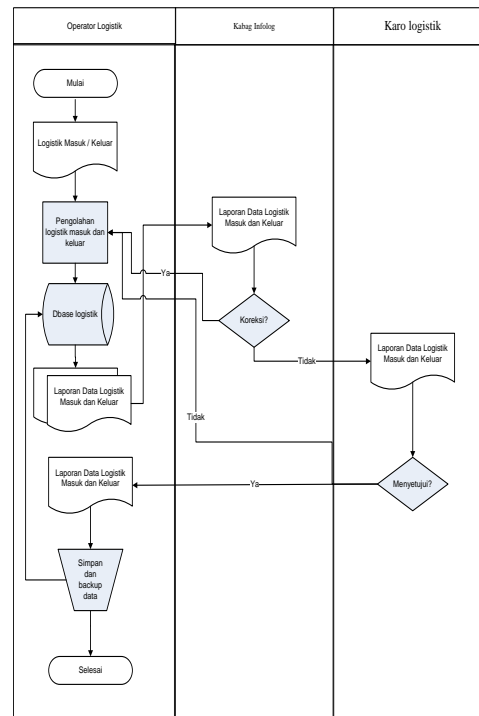 Operator Logistik
Kabag Infolog
Karo logistik
Mulai
Logistik Masuk / Keluar
Pengolahan
logistik masuk dan
keluar
Dbase logistik
Laporan Data Logistik
Masuk dan Keluar
Laporan Data Logistik
Masuk dan Keluar
Koreksi?
Ya
Tidak
Laporan Data Logistik
Masuk dan Keluar
Menyetujui?
Tidak
Ya
Laporan Data Logistik
Masuk dan Keluar
Simpan
dan
backup
data
Selesai